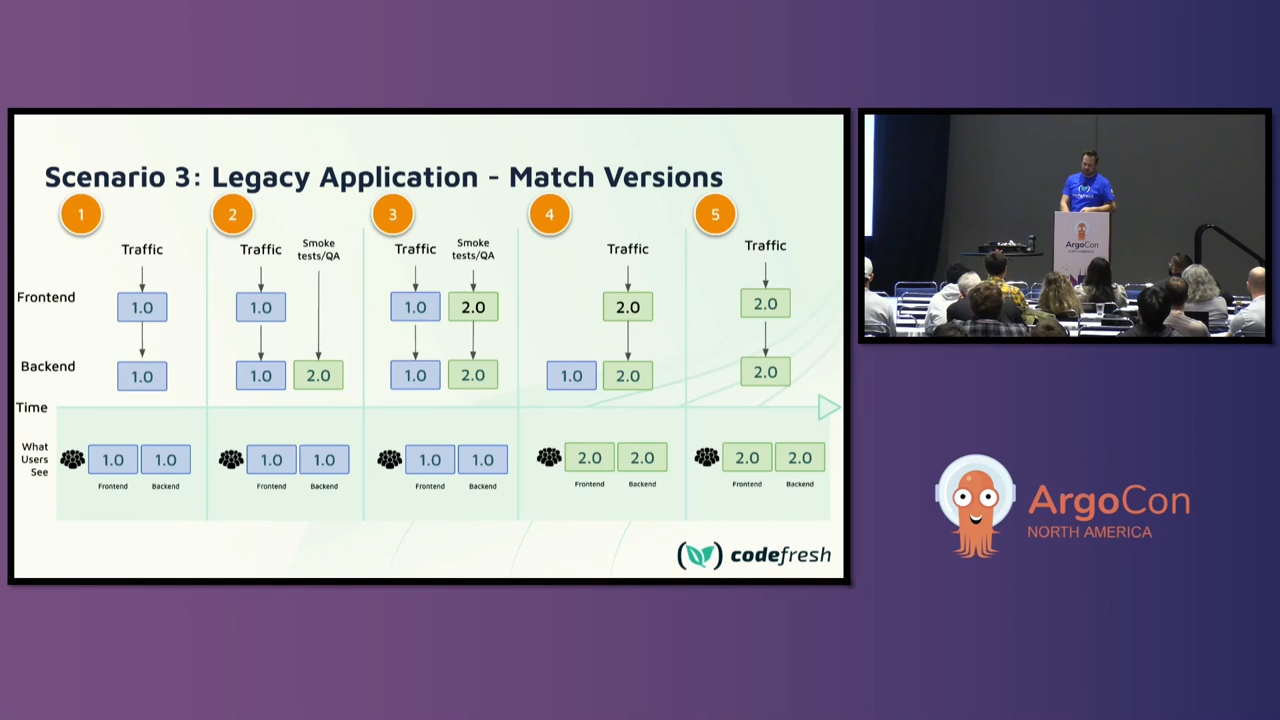 Scenario 3: Legacy Application - Match Versions
1 2 3 4 5
Traffic Traffic Smoke tests/QA Traffic Smoke tests/QA Traffic Traffic
Frontend 1.0 1.0 1.0 2.0 2.0 2.0
Backend 1.0 1.0 2.0 1.0 2.0 1.0 2.0 2.0
Time
What
Users
See
1.0 1.0 1.0 1.0 1.0 1.0 2.0 2.0 2.0 2.0
Frontend Backend Frontend Backend Frontend Backend Frontend Backend Frontend Backend
codefresh
codefresh
ArgoCon
NORTH AMERICA
ArgoCon
NORTH AMERICA